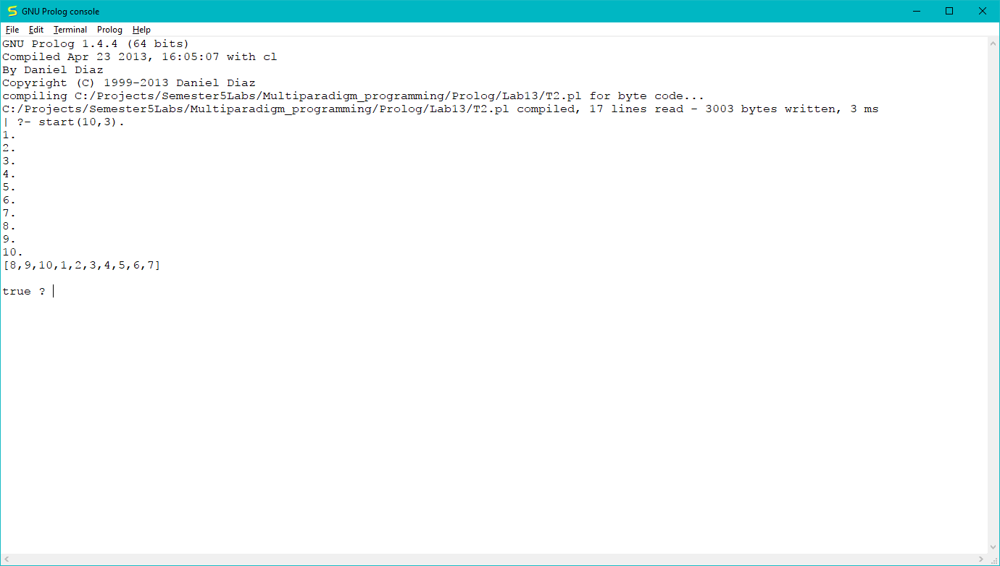 GNU Prolog console
File Edit Terminal Prolog Help
GNU Prolog 1.4.4 (64 bits)
Compiled Apr 23 2013, 16:05:07 with cl
By Daniel Diaz
Copyright (C) 1999-2013 Daniel Diaz
compiling C:/Projects/Semester5Labs/Multiparadigm_programming/Prolog/Lab13/T2.pl for byte code...
C:/Projects/Semester5Labs/Multiparadigm_programming/Prolog/Lab13/T2.pl compiled, 17 lines read - 3003 bytes written, 3 ms
| ?- start(10,3).
1.
2.
3.
4.
5.
6.
7.
8.
9.
10.
[8,9,10,1,2,3,4,5,6,7]
true ?